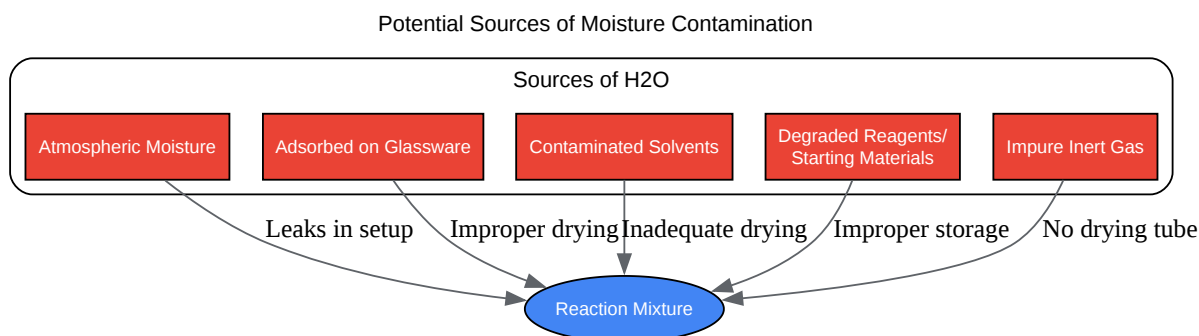 Potential Sources of Moisture Contamination
Sources of H2O
Atmospheric Moisture
Adsorbed on Glassware
Contaminated Solvents
Degraded Reagents/
Starting Materials
Impure Inert Gas
Leaks in setup
Improper drying
Inadequate drying
Improper storage
No drying tube
Reaction Mixture